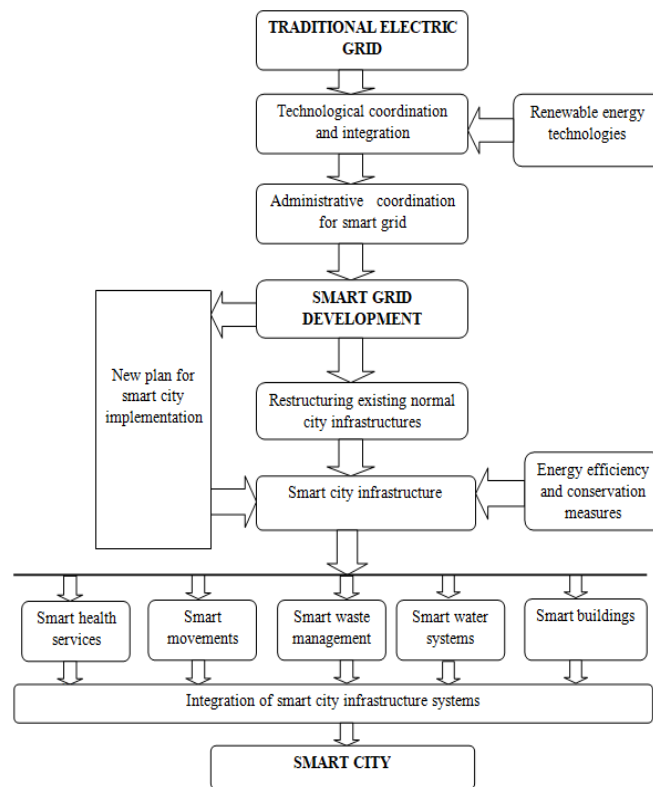 TRADITIONAL ELECTRIC
GRID
Technological coordination
and integration
Renewable energy
technologies
Administrative coordination
for smart grid
SMART GRID
DEVELOPMENT
New plan for
smart city
implementation
Restructuring existing normal
city infrastructures
Smart city infrastructure
Energy efficiency
and conservation
measures
Smart health
services
Smart
movements
Smart waste
management
Smart water
systems
Smart buildings
Integration of smart city infrastructure systems
SMART CITY